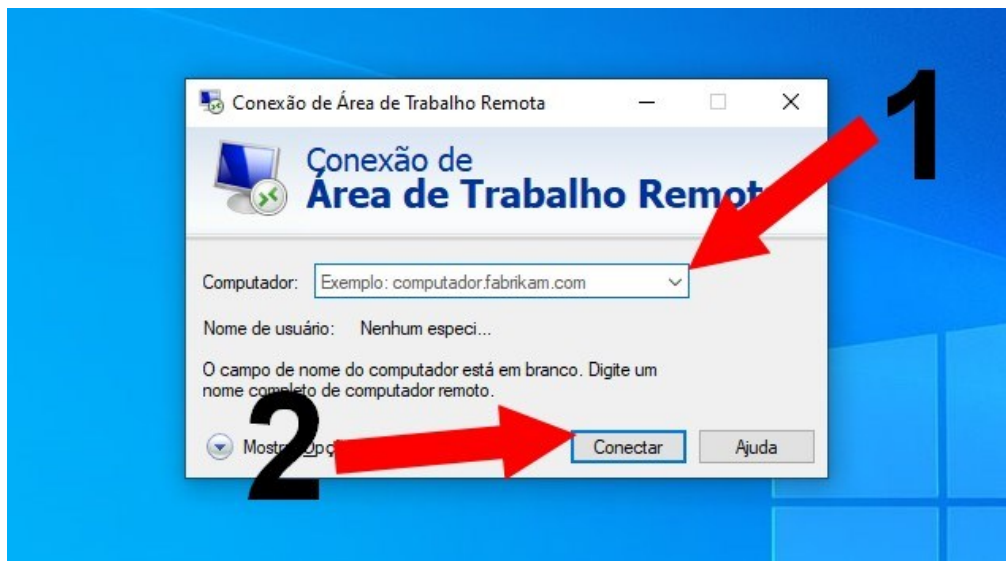 Conexão de Área de Trabalho Remota
1
Conexão de
Área de Trabalho Remot
Computador: Exemplo: computador.fabrikam.com
Nome de usuário: Nenhum especi...
O campo de nome do computador está em branco. Digite um
nome completo de computador remoto.
2
Conectar Ajuda